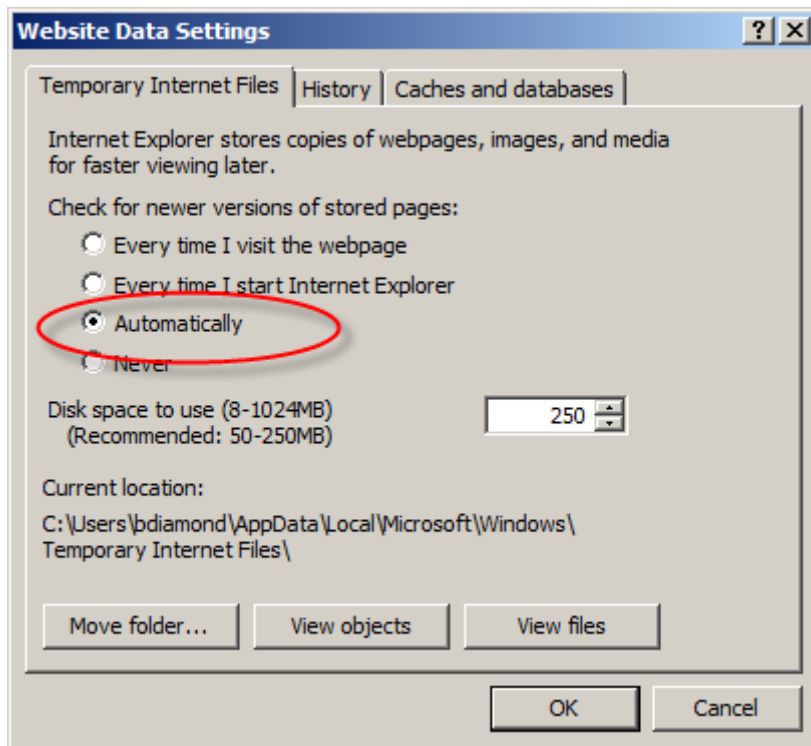 Website Data Settings
Temporary Internet Files
History
Caches and databases
Internet Explorer stores copies of webpages, images, and media
for faster viewing later.
Check for newer versions of stored pages:
Every time I visit the webpage
Every time I start Internet Explorer
Automatically
Never
Disk space to use (8-1024MB)
(Recommended: 50-250MB)
250
Current location:
C:\Users\bdiamond\AppData\Local\Microsoft\Windows\
Temporary Internet Files\
Move folder...
View objects
View files
OK
Cancel